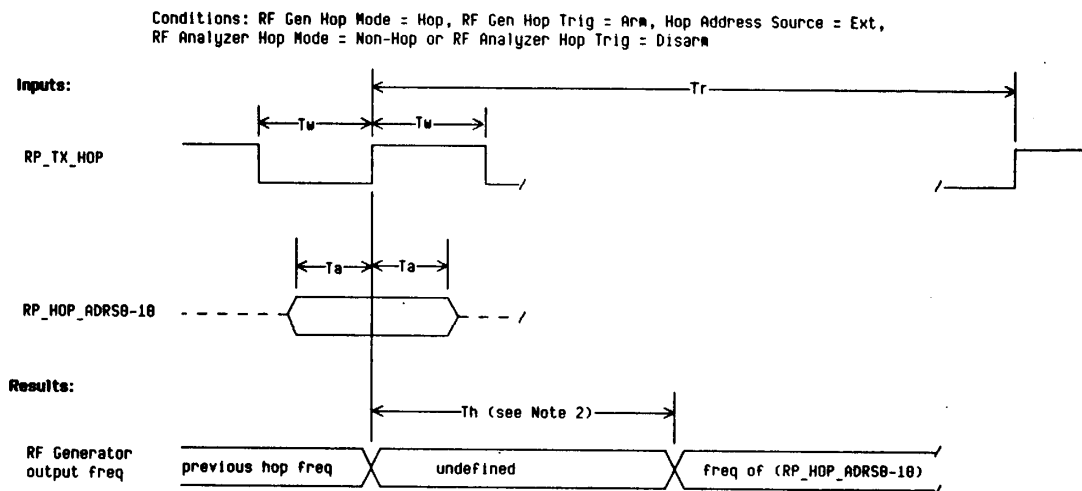 Conditions: RF Gen Hop Mode = Hop, RF Gen Hop Trig = Arm, Hop Address Source = Ext,
RF Analyzer Hop Mode = Non-Hop or RF Analyzer Hop Trig = Disarm
Inputs:
Tr
Tw Tw
RP_TX_HOP
Ta Ta
RP_HOP_ADRS0-10
Results:
Th (see Note 2)
RF Generator
output freq
previous hop freq
undefined
freq of (RP_HOP_ADRS0-10)